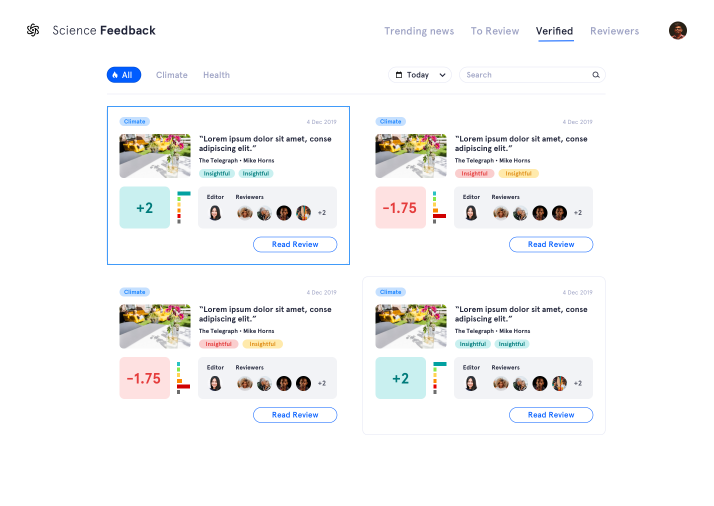 Science Feedback
Trending news
To Review
Verified
Reviewers
All
Climate
Health
Today
Search
Climate
4 Dec 2019
“Lorem ipsum dolor sit amet, conse
adipiscing elit.”
The Telegraph • Mike Horns
Insightful
Insightful
+2
Editor
Reviewers
+2
Read Review
Climate
4 Dec 2019
“Lorem ipsum dolor sit amet, conse
adipiscing elit.”
The Telegraph • Mike Horns
Insightful
Insightful
-1.75
Editor
Reviewers
+2
Read Review
Climate
4 Dec 2019
“Lorem ipsum dolor sit amet, conse
adipiscing elit.”
The Telegraph • Mike Horns
Insightful
Insightful
-1.75
Editor
Reviewers
+2
Read Review
Climate
4 Dec 2019
“Lorem ipsum dolor sit amet, conse
adipiscing elit.”
The Telegraph • Mike Horns
Insightful
Insightful
+2
Editor
Reviewers
+2
Read Review